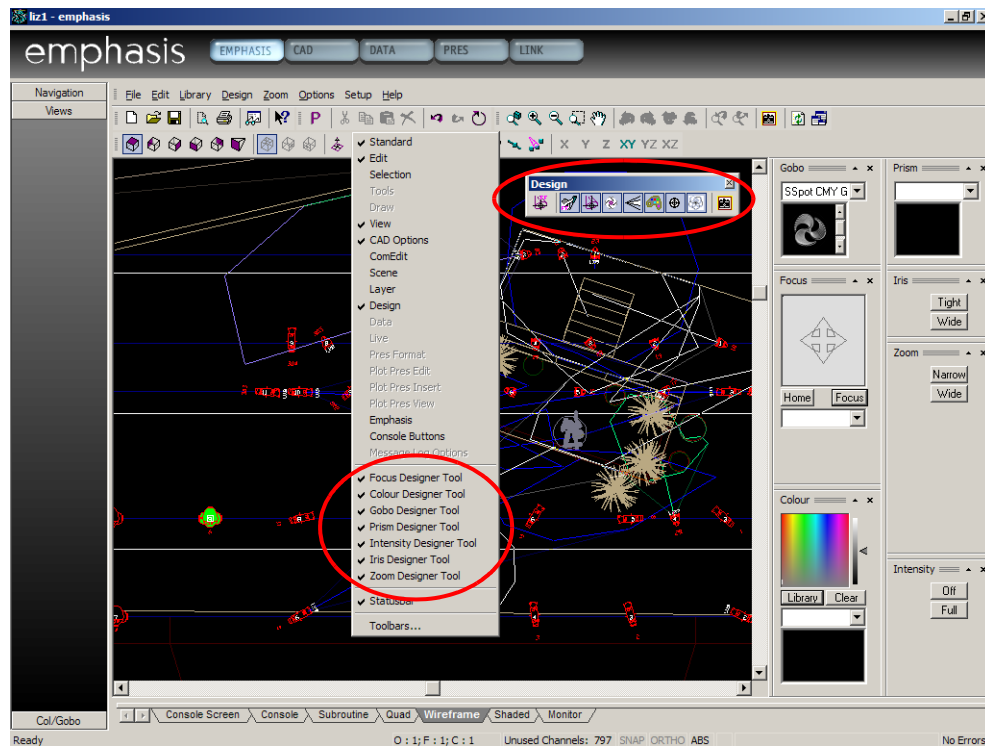 liz1 - emphasis
emphasis
EMPHASIS CAD DATA PRES LINK
Navigation
Views
File Edit Library Design Zoom Options Setup Help
P
X Y Z XY YZ XZ
Standard
Edit
Selection
Tools
Draw
View
CAD Options
ComEdit
Scene
Layer
Design
Data
Live
Pres Format
Plot Pres Edit
Plot Pres Insert
Plot Pres View
Emphasis
Console Buttons
Message Log Options
Focus Designer Tool
Colour Designer Tool
Gobo Designer Tool
Prism Designer Tool
Intensity Designer Tool
Iris Designer Tool
Zoom Designer Tool
Statusbar
Toolbars...
Design
Gobo
SSpot CMY G
Prism
Focus
Home Focus
Iris
Tight
Wide
Zoom
Narrow
Wide
Colour
Library Clear
Intensity
Off
Full
Col/Gobo
Console Screen Console Subroutine Quad Wireframe Shaded Monitor
Ready
O : 1; F : 1; C : 1
Unused Channels: 797 SNAP ORTHO ABS
No Errors